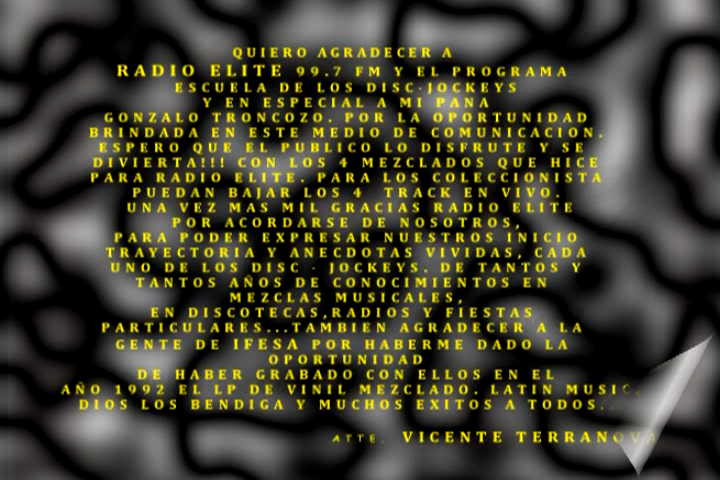 QUIERO AGRADECER A
RADIO ELITE 99.7 FM Y EL PROGRAMA
ESCUELA DE LOS DISC·JOCKEYS
Y EN ESPECIAL A MI PANA
GONZALO TRONCOZO. POR LA OPORTUNIDAD
BRINDADA EN ESTE MEDIO DE COMUNICACION.
ESPERO QUE EL PUBLICO LO DISFRUTE Y SE
DIVIERTA!!! CON LOS 4 MEZCLADOS QUE HICE
PARA RADIO ELITE. PARA LOS COLECCIONISTA
PUEDAN BAJAR LOS 4 TRACK EN VIVO.
UNA VEZ MAS MIL GRACIAS RADIO ELITE
POR ACORDARSE DE NOSOTROS,
PARA PODER EXPRESAR NUESTROS INICIO
TRAYECTORIA Y ANECDOTAS VIVIDAS, CADA
UNO DE LOS DISC · JOCKEYS. DE TANTOS Y
TANTOS AÑOS DE CONOCIMIENTOS EN
MEZCLAS MUSICALES,
EN DISCOTECAS,RADIOS Y FIESTAS
PARTICULARES...TAMBIEN AGRADECER A LA
GENTE DE IFESA POR HABERME DADO LA
OPORTUNIDAD
DE HABER GRABADO CON ELLOS EN EL
AÑO 1992 EL LP DE VINIL MEZCLADO. LATIN MUSIC.
DIOS LOS BENDIGA Y MUCHOS EXITOS A TODOS..
ATTE. VICENTE TERRANOVA